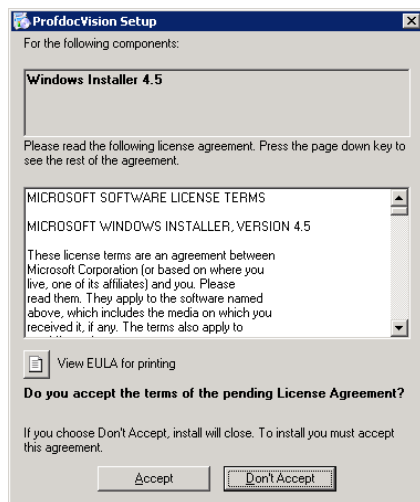 ProfdocVision Setup
For the following components:
Windows Installer 4.5
Please read the following license agreement. Press the page down key to
see the rest of the agreement.
MICROSOFT SOFTWARE LICENSE TERMS
MICROSOFT WINDOWS INSTALLER, VERSION 4.5
These license terms are an agreement between
Microsoft Corporation (or based on where you
live, one of its affiliates) and you. Please
read them. They apply to the software named
above, which includes the media on which you
received it, if any. The terms also apply to
View EULA for printing
Do you accept the terms of the pending License Agreement?
If you choose Don't Accept, install will close. To install you must accept
this agreement.
Accept
Don't Accept